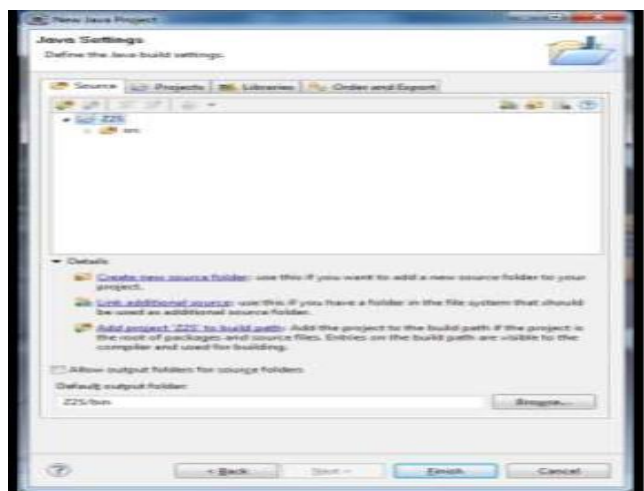 New Java Project
Java Settings
Define the Java build settings.
Source Projects Libraries Order and Export
Z2S
src
Details
Create new source folder: use this if you want to add a new source folder to your
project.
Link additional source: use this if you have a folder in the file system that should
be used as additional source folder.
Add project 'Z2S' to build path: Add the project to the build path if the project is
the root of packages and source files. Entries on the build path are visible to the
compiler and used for building.
Allow output folders for source folders
Default output folder:
Z2S/bin
Browse...
< Back Next > Finish Cancel